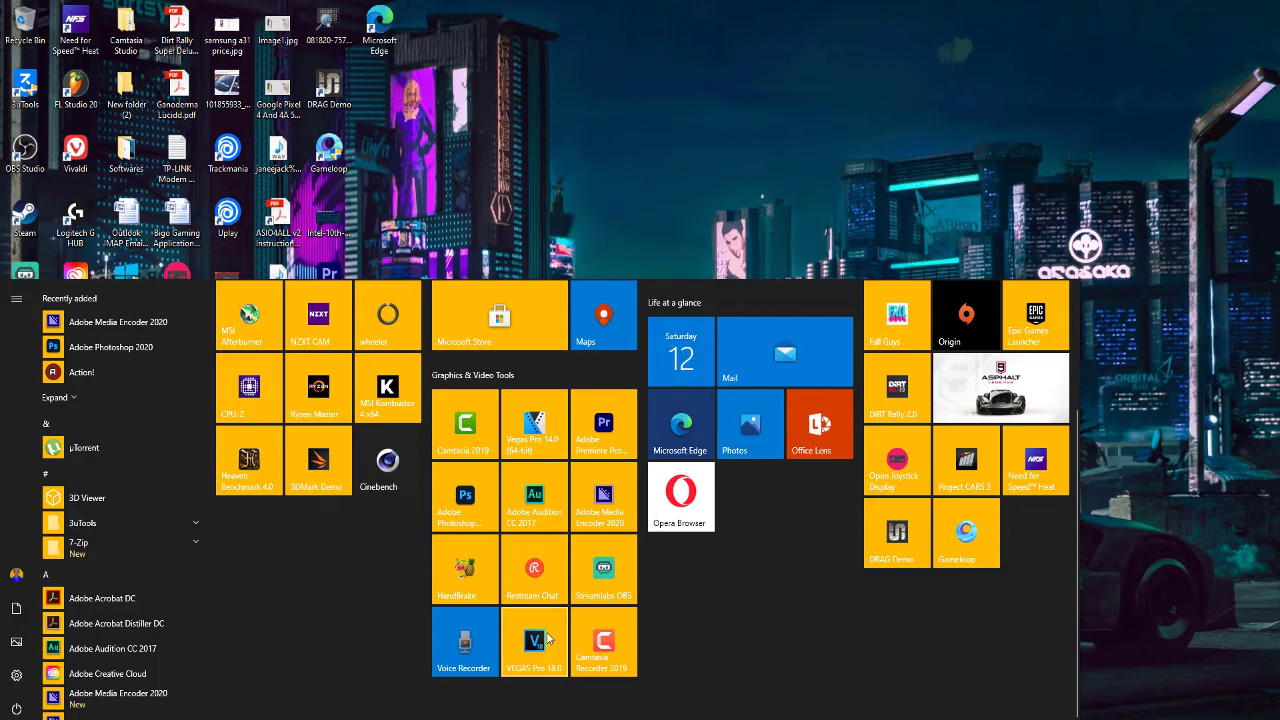 Recycle Bin
Need for
Speed™ Heat
Camtasia
Studio
Dirt Rally
Super Delu...
samsung a31
price.jpg
Image1.jpg
081820-757...
Microsoft
Edge
3uTools
FL Studio 20
New folder
(2)
Ganoderma
Lucidd.pdf
101855933_...
Google Pixel
4 And 4A S...
DRAG Demo
OBS Studio
Vivaldi
Softwares
TP-LINK
Modem ...
Trackmania
janeejack%...
Gameloop
Steam
Logitech G
HUB
Outlook
IMAP Emai...
Bigo Gaming
Application...
Uplay
ASIO4ALL v2
Instruction...
Intel-10th-...
arasaka
Recently added
Adobe Media Encoder 2020
Adobe Photoshop 2020
Action!
Expand
&
µTorrent
#
3D Viewer
3uTools
7-Zip
New
A
Adobe Acrobat DC
Adobe Acrobat Distiller DC
Adobe Audition CC 2017
Adobe Creative Cloud
Adobe Media Encoder 2020
New
MSI
Afterburner
NZXT CAM
wheeler
CPU-Z
Ryzen Master
MSI Kombustor
4 x64
Heaven
Benchmark 4.0
3DMark Demo
Cinebench
Microsoft Store
Maps
Graphics & Video Tools
Camtasia 2019
Vegas Pro 14.0
(64-bit)
Adobe
Premiere Pro...
Adobe
Photoshop...
Adobe Audition
CC 2017
Adobe Media
Encoder 2020
HandBrake
Restream Chat
Streamlabs OBS
Voice Recorder
VEGAS Pro 18.0
Camtasia
Recorder 2019
Life at a glance
Saturday
12
Mail
Microsoft Edge
Photos
Office Lens
Opera Browser
Fall Guys
Origin
Epic Games
Launcher
DiRT Rally 2.0
ASPHALT
Open Joystick
Display
Project CARS 2
Need for
Speed™ Heat
DRAG Demo
Gameloop